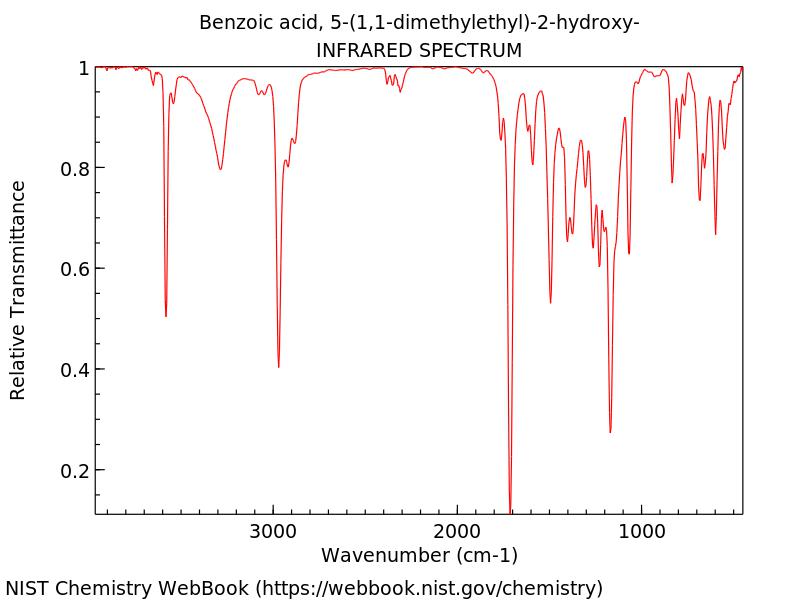 Benzoic acid, 5-(1,1-dimethylethyl)-2-hydroxy-
INFRARED SPECTRUM
1
0.8
0.6
0.4
0.2
Relative Transmittance
3000 2000 1000
Wavenumber (cm-1)
NIST Chemistry WebBook (https://webbook.nist.gov/chemistry)